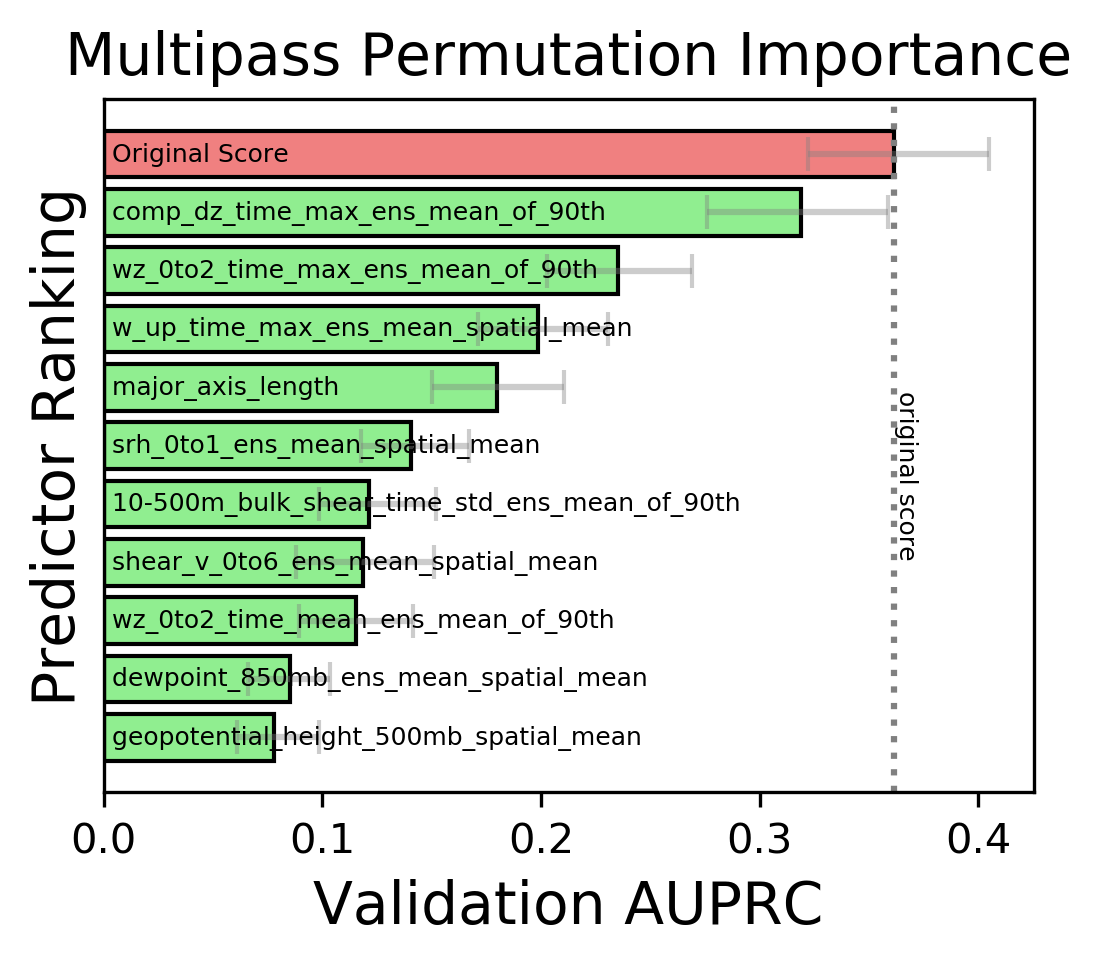 Multipass Permutation Importance
Predictor Ranking
Original Score
comp_dz_time_max_ens_mean_of_90th
wz_0to2_time_max_ens_mean_of_90th
w_up_time_max_ens_mean_spatial_mean
major_axis_length
srh_0to1_ens_mean_spatial_mean
10-500m_bulk_shear_time_std_ens_mean_of_90th
shear_v_0to6_ens_mean_spatial_mean
wz_0to2_time_mean_ens_mean_of_90th
dewpoint_850mb_ens_mean_spatial_mean
geopotential_height_500mb_spatial_mean
original score
0.0 0.1 0.2 0.3 0.4
Validation AUPRC